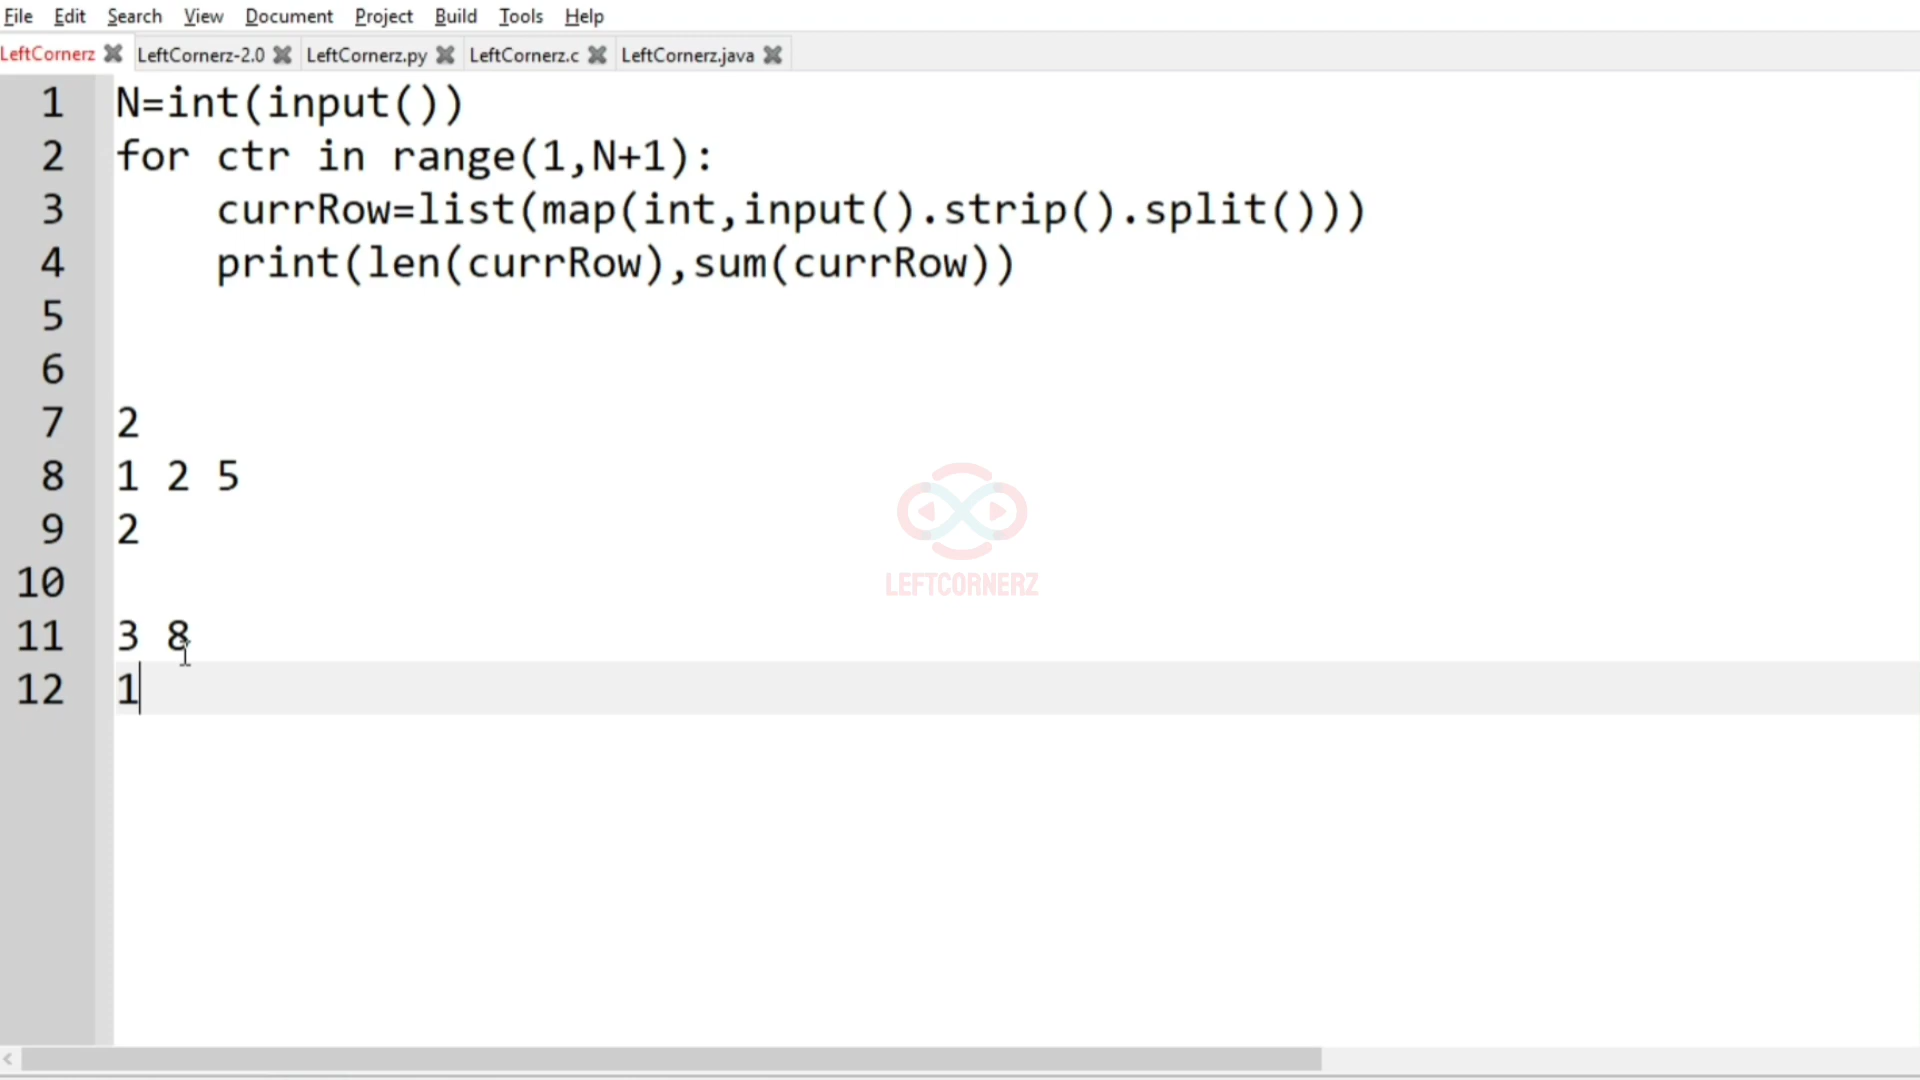 File Edit Search View Document Project Build Tools Help
LeftCornerz LeftCornerz-2.0 LeftCornerz.py LeftCornerz.c LeftCornerz.java
1 N=int(input())
2 for ctr in range(1,N+1):
3     currRow=list(map(int,input().strip().split()))
4     print(len(currRow),sum(currRow))
5
6
7 2
8 1 2 5
9 2
10
11 3 8
12 1
LEFTCORNERZ